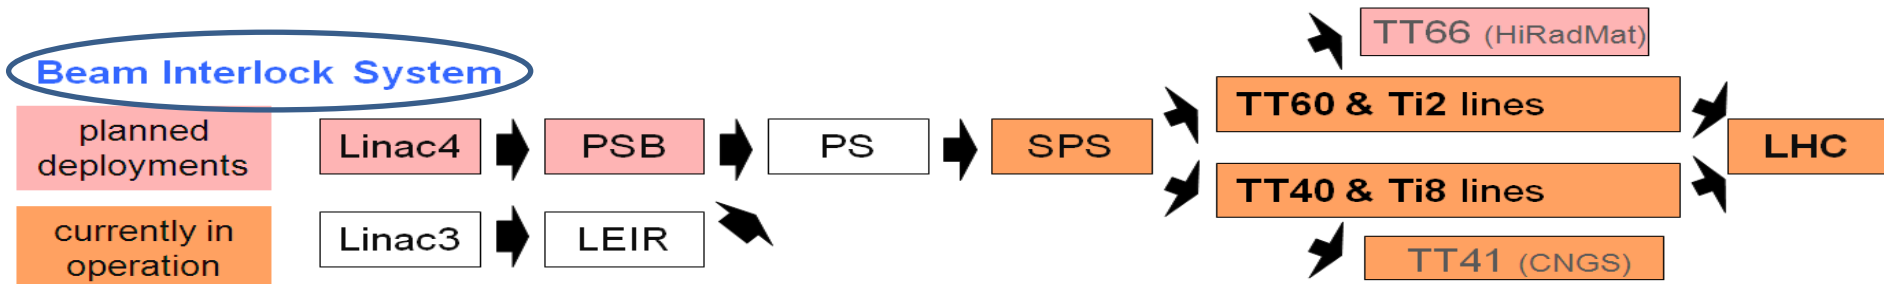 TT66 (HiRadMat)
Beam Interlock System
TT60 & Ti2 lines
planned
deployments
Linac4
PSB
PS
SPS
LHC
TT40 & Ti8 lines
currently in
operation
Linac3
LEIR
TT41 (CNGS)